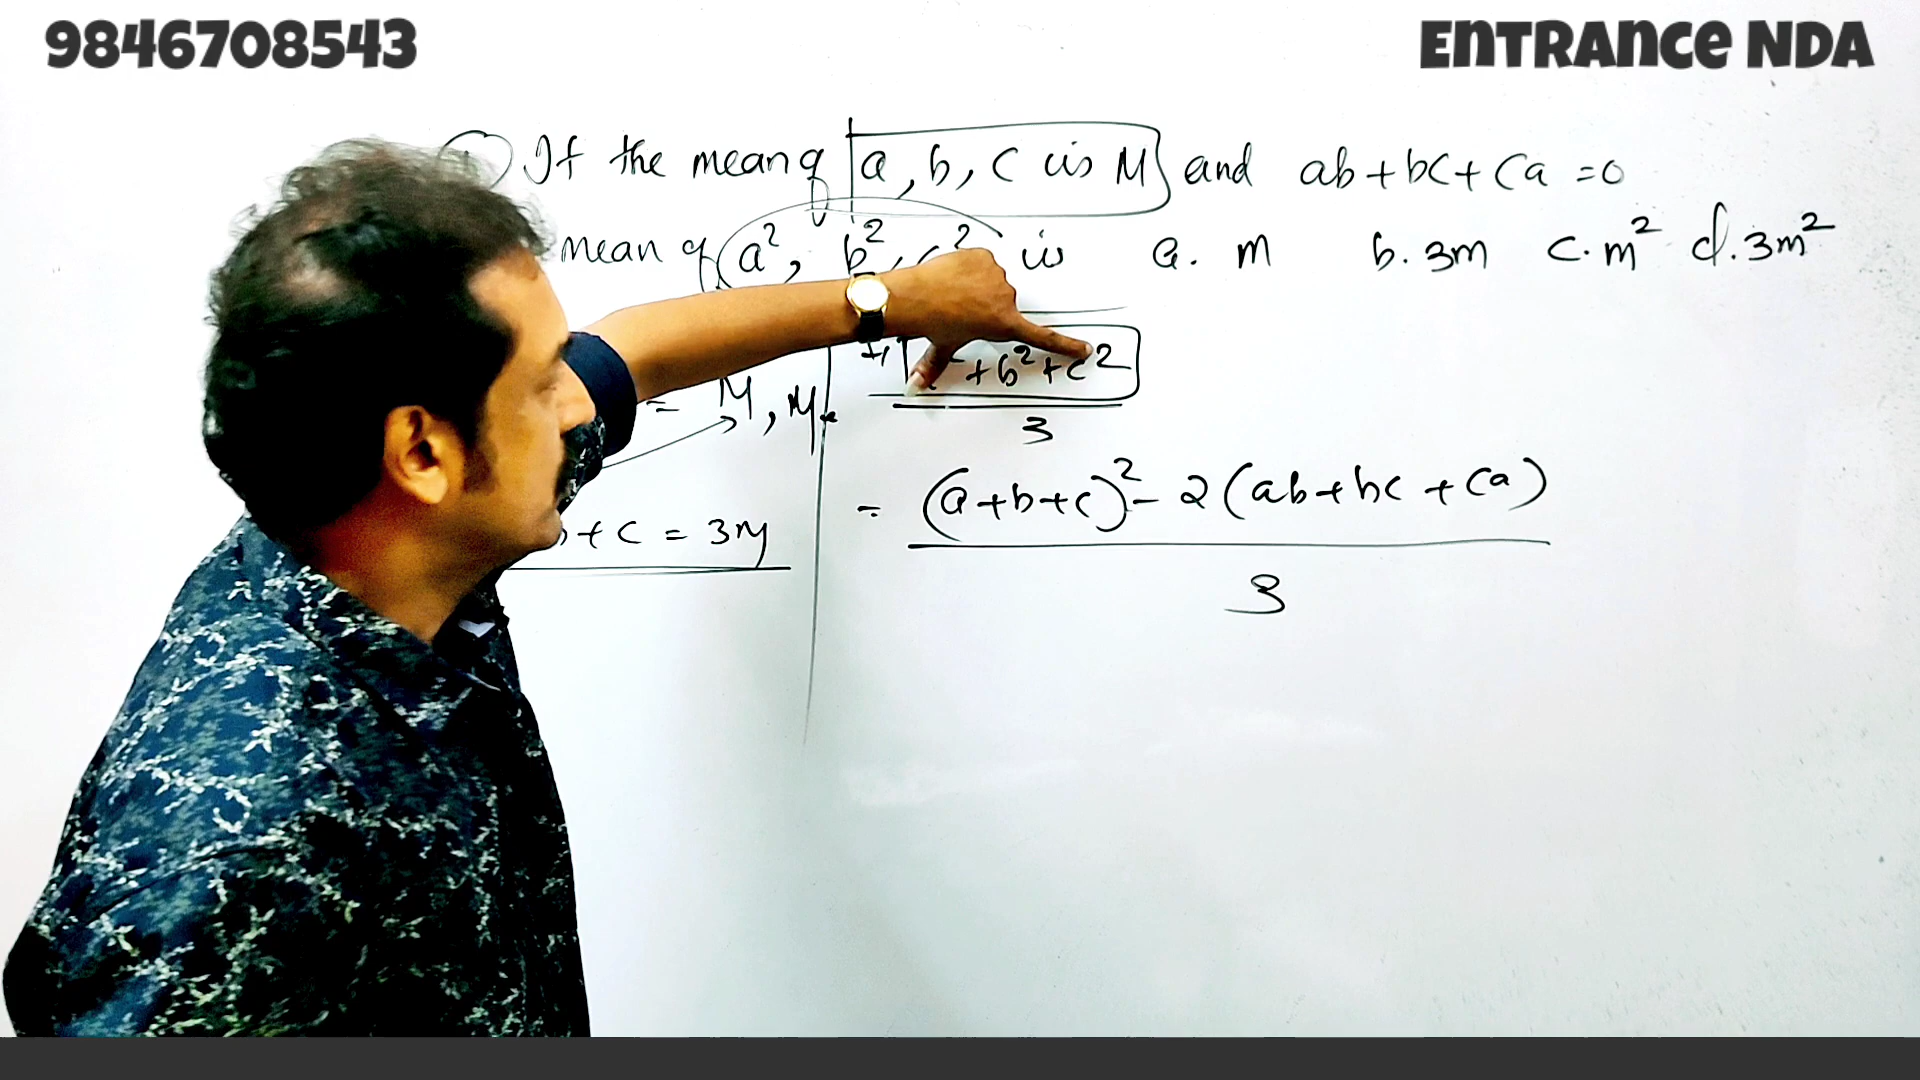 9846708543
EntRance NDA
If the mean of a, b, c is M and ab+bc+ca =0
mean of a², b², c² is a. m b. 3m c. m² d. 3m²
+b²+c²
= M, M
3
= (a+b+c)² - 2(ab+bc+ca)
+ c = 3M
3